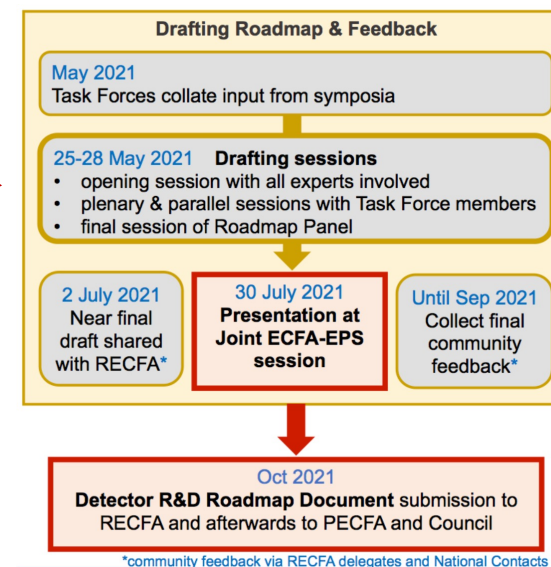 Drafting Roadmap & Feedback
May 2021
Task Forces collate input from symposia
25-28 May 2021 Drafting sessions
• opening session with all experts involved
• plenary & parallel sessions with Task Force members
• final session of Roadmap Panel
2 July 2021
Near final
draft shared
with RECFA*
30 July 2021
Presentation at
Joint ECFA-EPS
session
Until Sep 2021
Collect final
community
feedback*
Oct 2021
Detector R&D Roadmap Document submission to
RECFA and afterwards to PECFA and Council
*community feedback via RECFA delegates and National Contacts